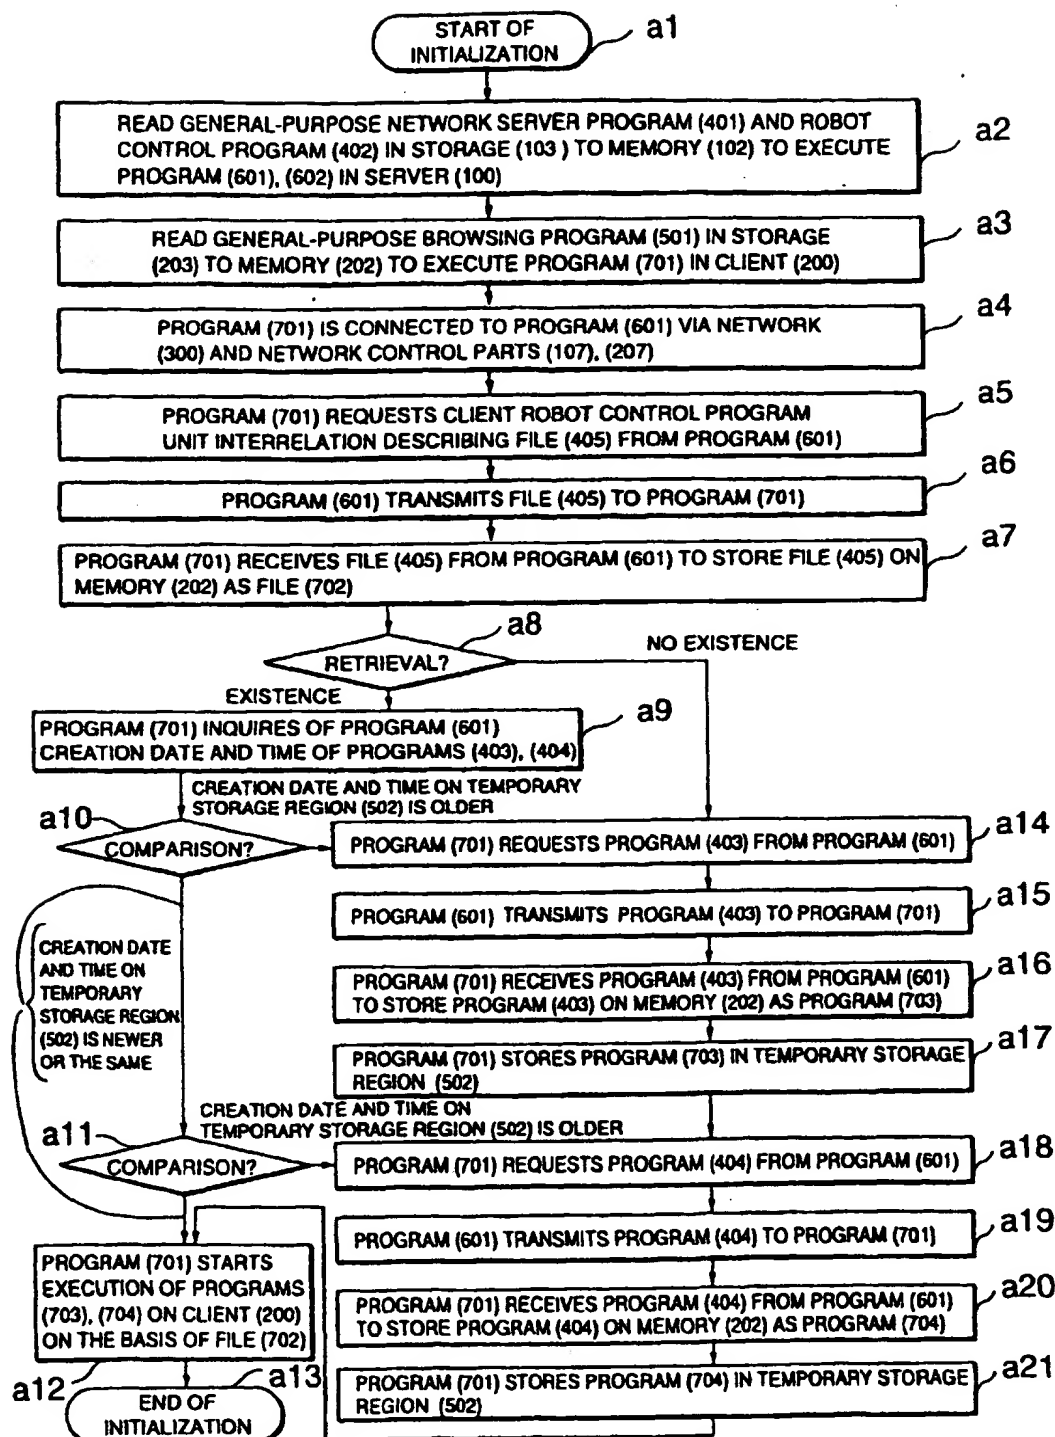 START OF
INITIALIZATION
a1
READ GENERAL-PURPOSE NETWORK SERVER PROGRAM (401) AND ROBOT
CONTROL PROGRAM (402) IN STORAGE (103 ) TO MEMORY (102) TO EXECUTE
PROGRAM (601), (602) IN SERVER (100)
a2
READ GENERAL-PURPOSE BROWSING PROGRAM (501) IN STORAGE
(203) TO MEMORY (202) TO EXECUTE PROGRAM (701) IN CLIENT (200)
a3
PROGRAM (701) IS CONNECTED TO PROGRAM (601) VIA NETWORK
(300) AND NETWORK CONTROL PARTS (107), (207)
a4
PROGRAM (701) REQUESTS CLIENT ROBOT CONTROL PROGRAM
UNIT INTERRELATION DESCRIBING FILE (405) FROM PROGRAM (601)
a5
PROGRAM (601) TRANSMITS FILE (405) TO PROGRAM (701)
a6
PROGRAM (701) RECEIVES FILE (405) FROM PROGRAM (601) TO STORE FILE (405) ON
MEMORY (202) AS FILE (702)
a7
RETRIEVAL?
a8
NO EXISTENCE
EXISTENCE
PROGRAM (701) INQUIRES OF PROGRAM (601)
CREATION DATE AND TIME OF PROGRAMS (403), (404)
a9
CREATION DATE AND TIME ON TEMPORARY
STORAGE REGION (502) IS OLDER
a10
COMPARISON?
PROGRAM (701) REQUESTS PROGRAM (403) FROM PROGRAM (601)
a14
PROGRAM (601) TRANSMITS PROGRAM (403) TO PROGRAM (701)
a15
CREATION DATE
AND TIME ON
TEMPORARY
STORAGE REGION
(502) IS NEWER
OR THE SAME
PROGRAM (701) RECEIVES PROGRAM (403) FROM PROGRAM (601)
TO STORE PROGRAM (403) ON MEMORY (202) AS PROGRAM (703)
a16
PROGRAM (701) STORES PROGRAM (703) IN TEMPORARY STORAGE
REGION (502)
a17
CREATION DATE AND TIME ON
TEMPORARY STORAGE REGION (502) IS OLDER
a11
COMPARISON?
PROGRAM (701) REQUESTS PROGRAM (404) FROM PROGRAM (601)
a18
PROGRAM (601) TRANSMITS PROGRAM (404) TO PROGRAM (701)
a19
PROGRAM (701) STARTS
EXECUTION OF PROGRAMS
(703), (704) ON CLIENT (200)
ON THE BASIS OF FILE (702)
a12
PROGRAM (701) RECEIVES PROGRAM (404) FROM PROGRAM (601)
TO STORE PROGRAM (404) ON MEMORY (202) AS PROGRAM (704)
a20
PROGRAM (701) STORES PROGRAM (704) IN TEMPORARY STORAGE
REGION (502)
a21
a13
END OF
INITIALIZATION